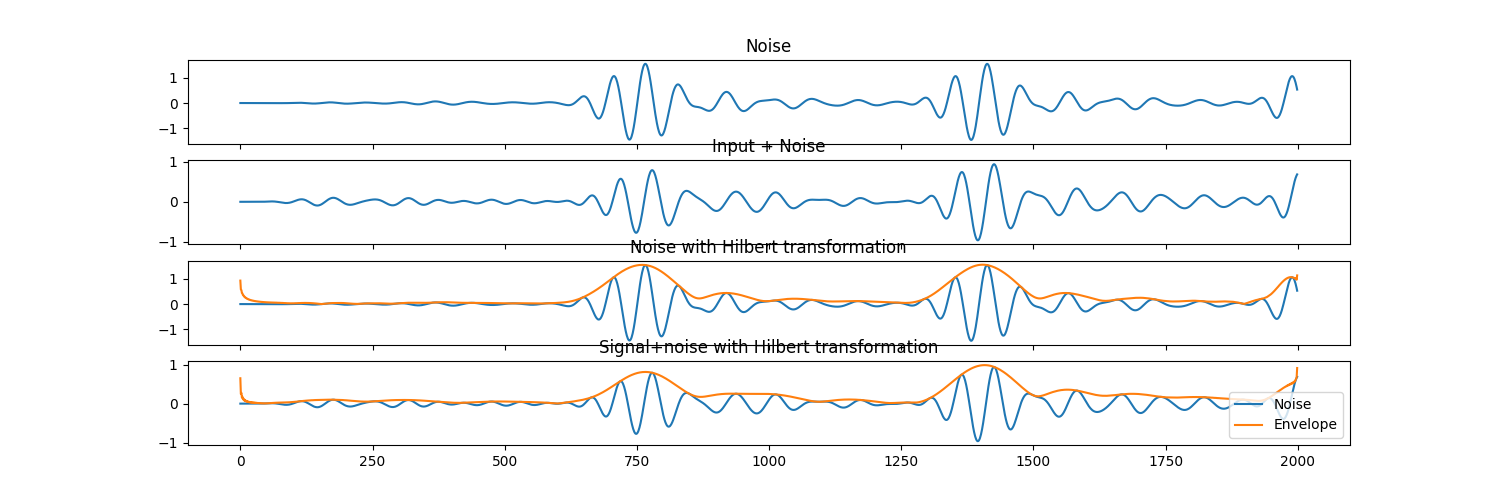 Noise
1
0
−1
Input + Noise
1
0
−1
Noise with Hilbert transformation
1
0
−1
Signal+noise with Hilbert transformation
1
0
−1
Noise
Envelope
0 250 500 750 1000 1250 1500 1750 2000